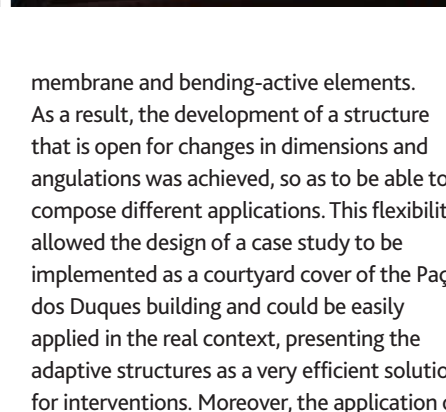 membrane and bending-active elements.
As a result, the development of a structure
that is open for changes in dimensions and
angulations was achieved, so as to be able to
compose different applications. This flexibilit
allowed the design of a case study to be
implemented as a courtyard cover of the Paç
dos Duques building and could be easily
applied in the real context, presenting the
adaptive structures as a very efficient solutio
for interventions. Moreover, the application